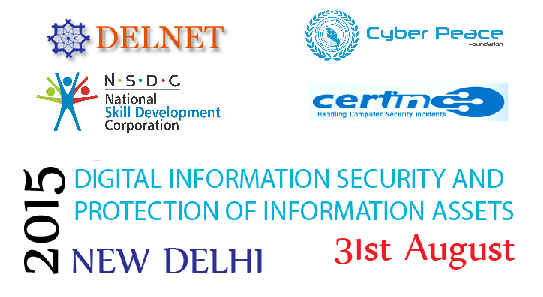 DELNET
Cyber Peace
Foundation
N·S·D·C
National
Skill Development
Corporation
certin
Handling Computer Security Incidents
2015
DIGITAL INFORMATION SECURITY AND
PROTECTION OF INFORMATION ASSETS
NEW DELHI
31st August